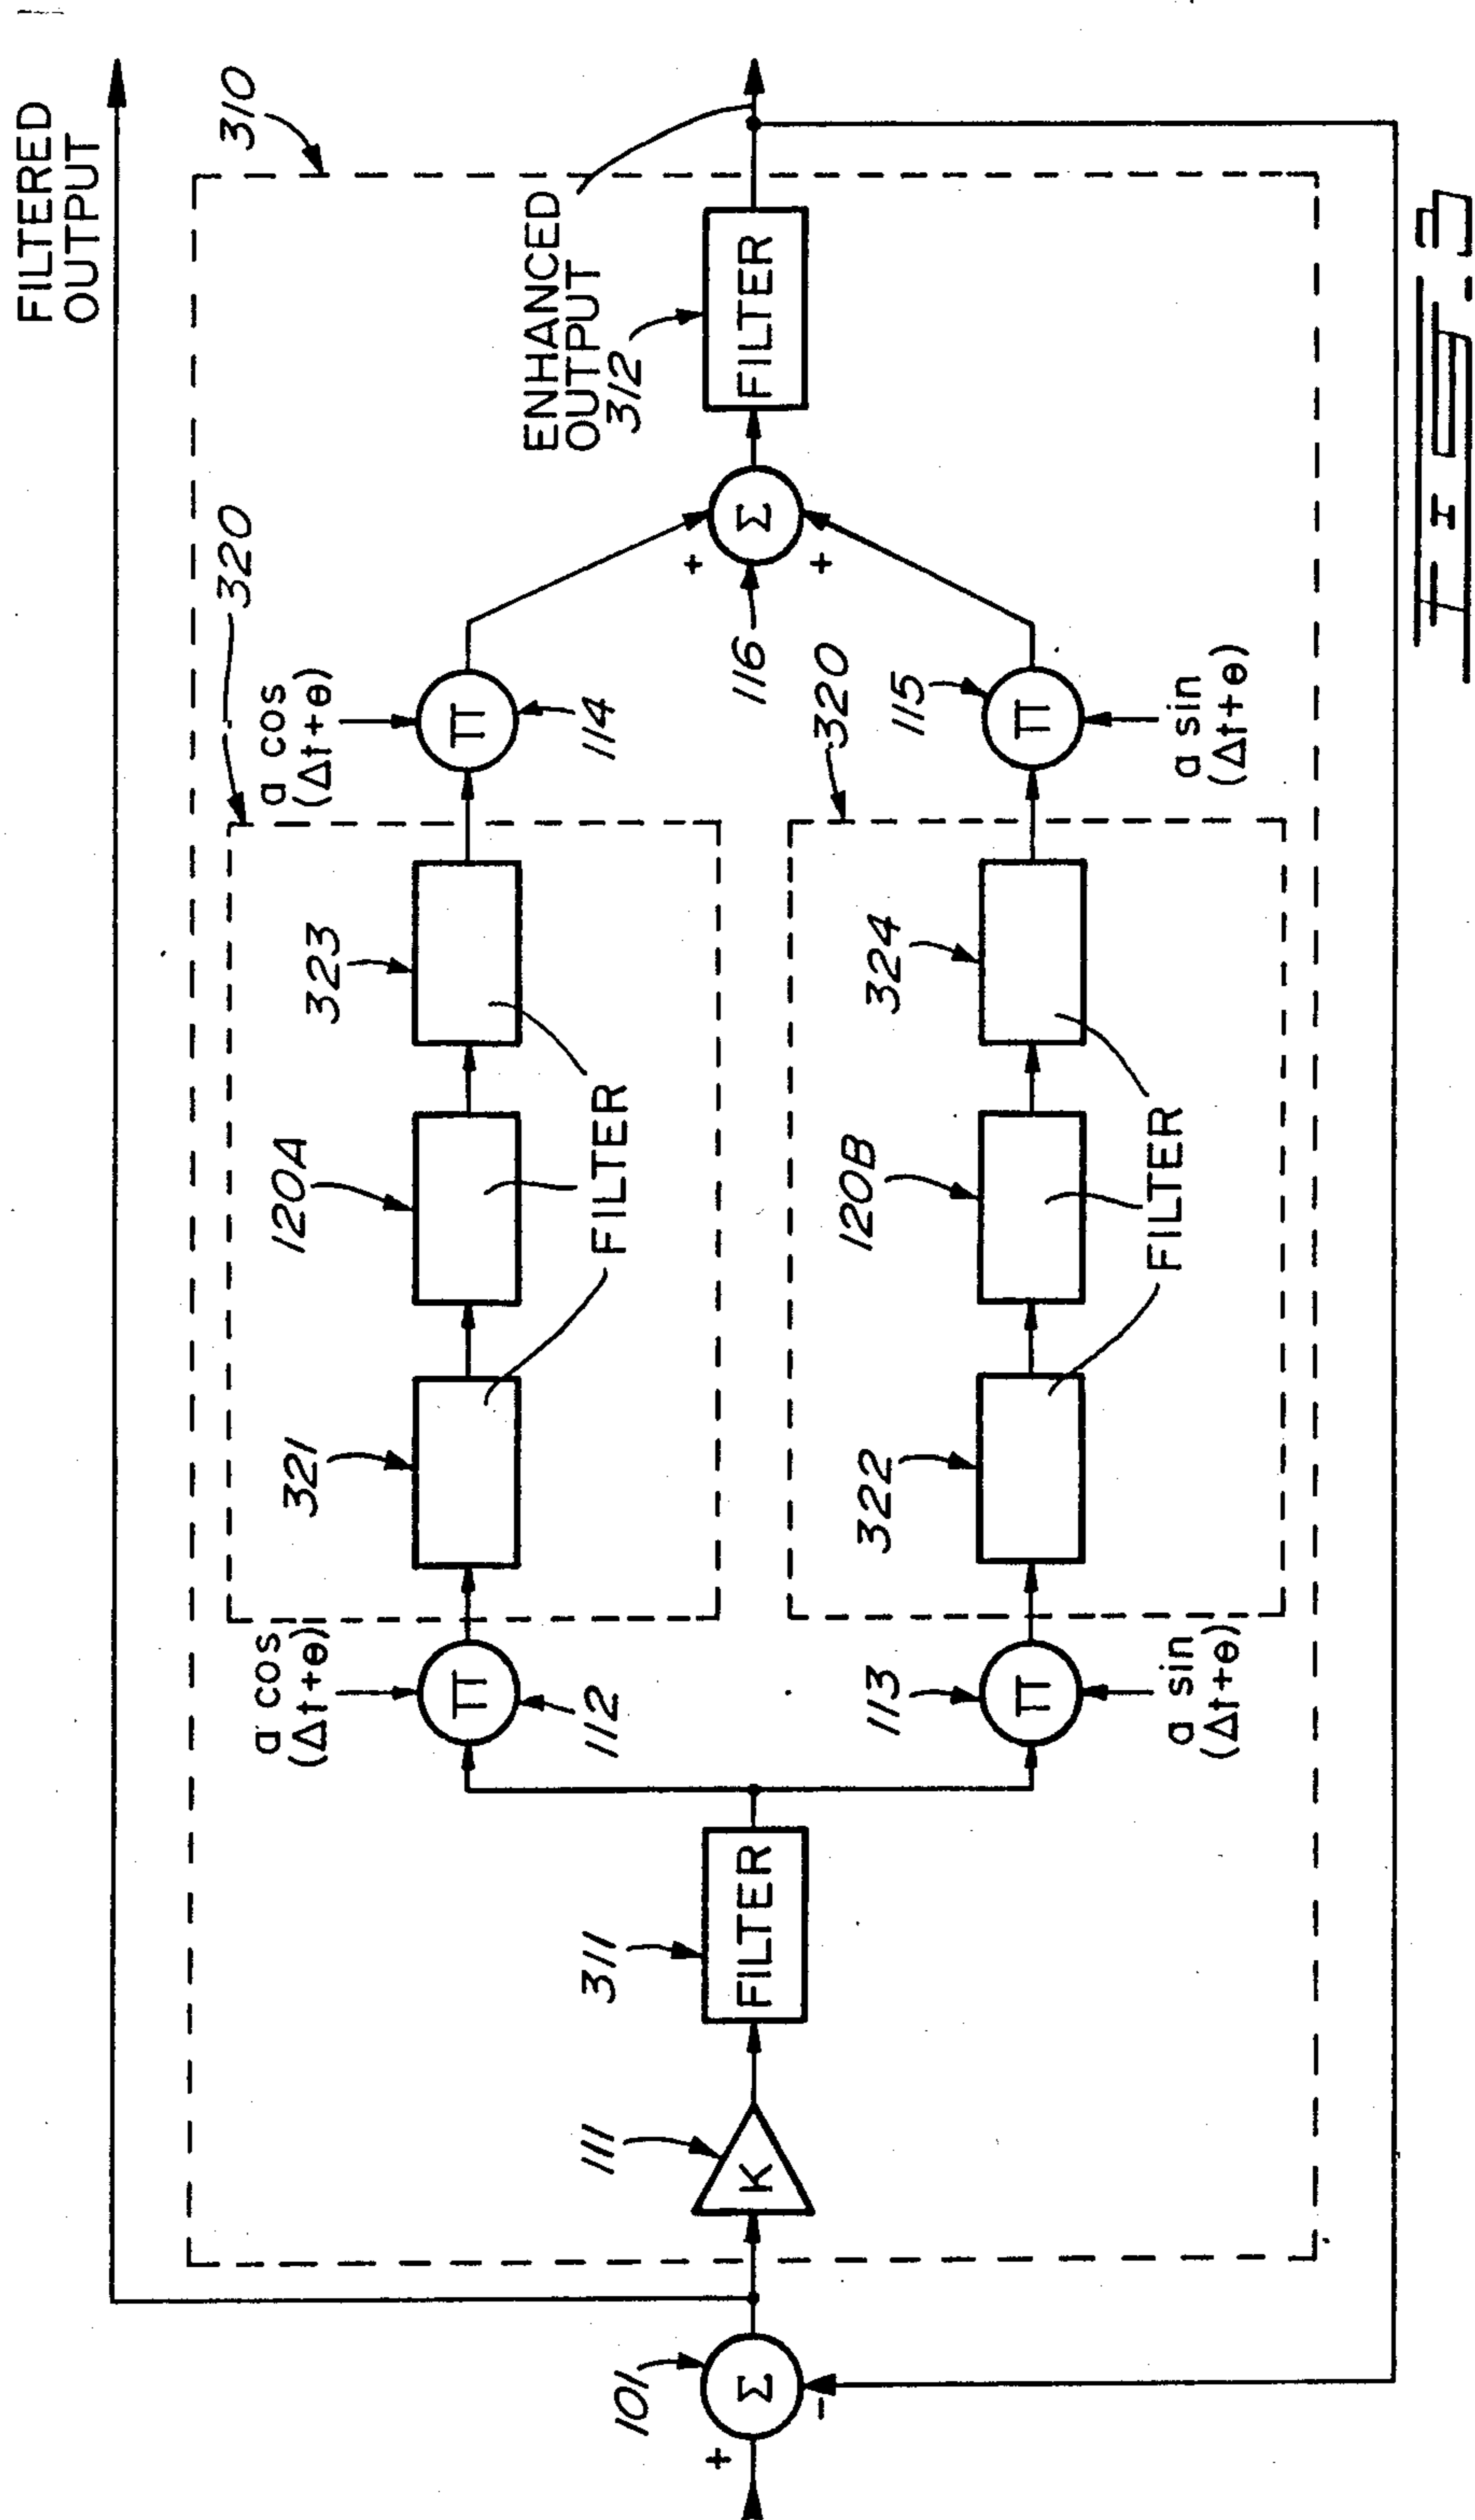 FILTERED
OUTPUT
310
320
ENHANCED
OUTPUT
312
FILTER
a cos
(Δt+θ)
π
114
+
Σ
+
116
320
115
π
a sin
(Δt+θ)
323
120A
321
FILTER
324
120B
322
FILTER
a cos
(Δt+θ)
π
112
113
π
a sin
(Δt+θ)
311
FILTER
111
K
101
Σ
+
−